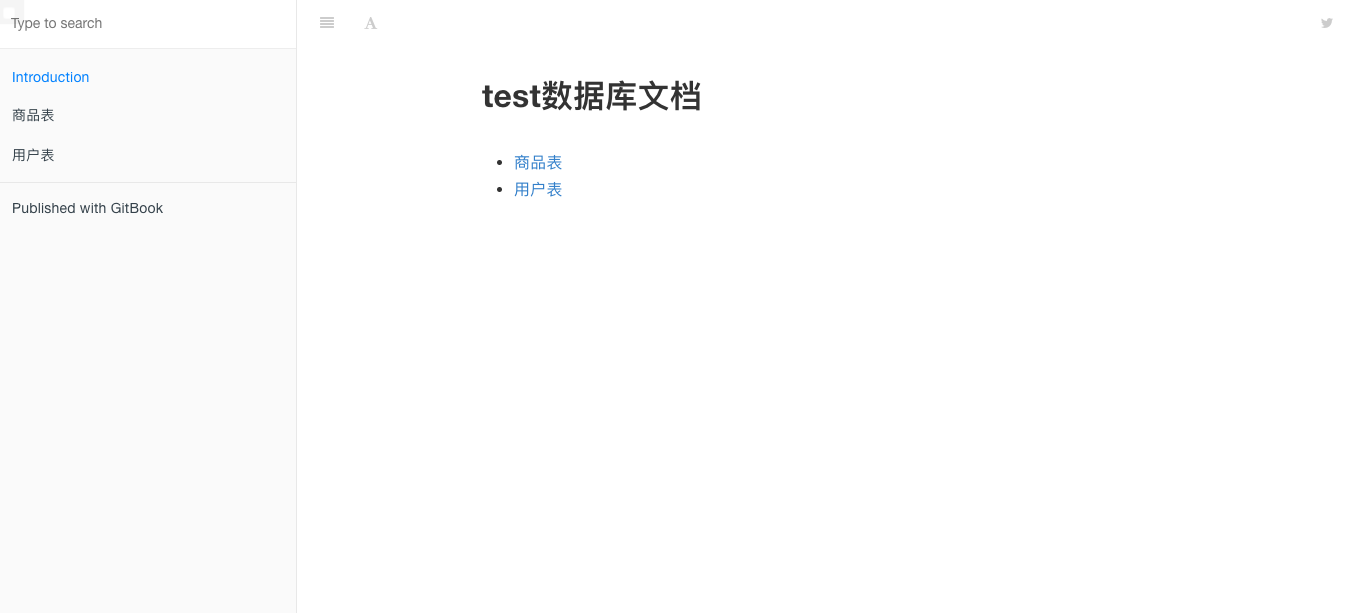 Type to search
Introduction
商品表
用户表
Published with GitBook
A
test数据库文档
商品表
用户表